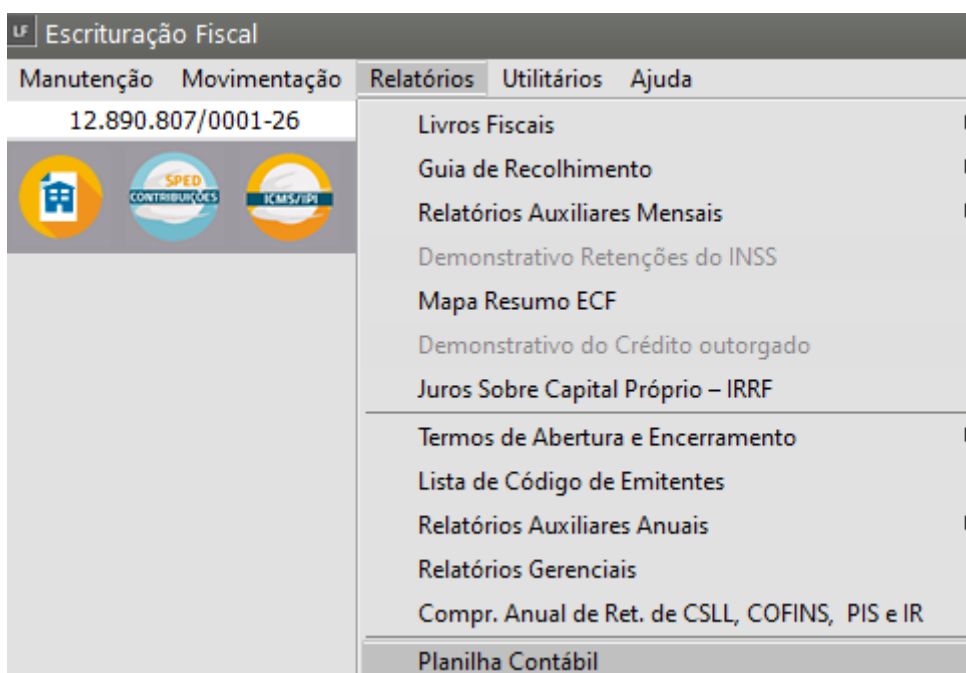 LF Escrituração Fiscal
Manutenção Movimentação Relatórios Utilitários Ajuda
12.890.807/0001-26
SPED
CONTRIBUIÇÕES
ICMS/IPI
Livros Fiscais
Guia de Recolhimento
Relatórios Auxiliares Mensais
Demonstrativo Retenções do INSS
Mapa Resumo ECF
Demonstrativo do Crédito outorgado
Juros Sobre Capital Próprio – IRRF
Termos de Abertura e Encerramento
Lista de Código de Emitentes
Relatórios Auxiliares Anuais
Relatórios Gerenciais
Compr. Anual de Ret. de CSLL, COFINS, PIS e IR
Planilha Contábil